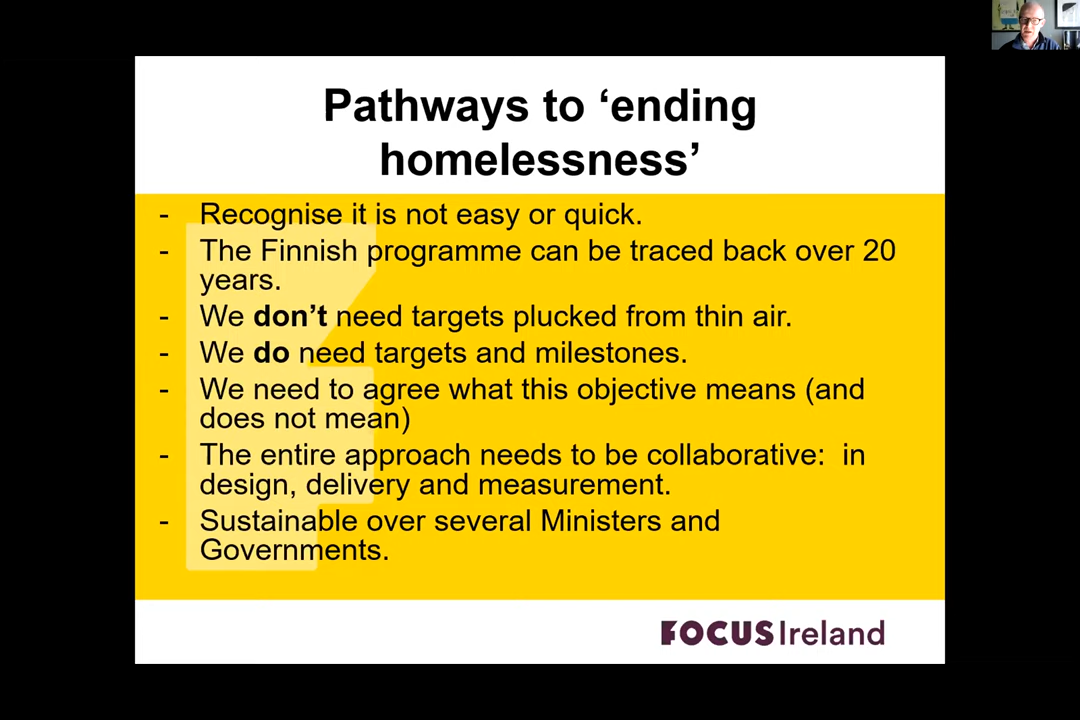 Pathways to ‘ending
homelessness’
- Recognise it is not easy or quick.
- The Finnish programme can be traced back over 20
years.
- We don’t need targets plucked from thin air.
- We do need targets and milestones.
- We need to agree what this objective means (and
does not mean)
- The entire approach needs to be collaborative:  in
design, delivery and measurement.
- Sustainable over several Ministers and
Governments.
FOCUS Ireland